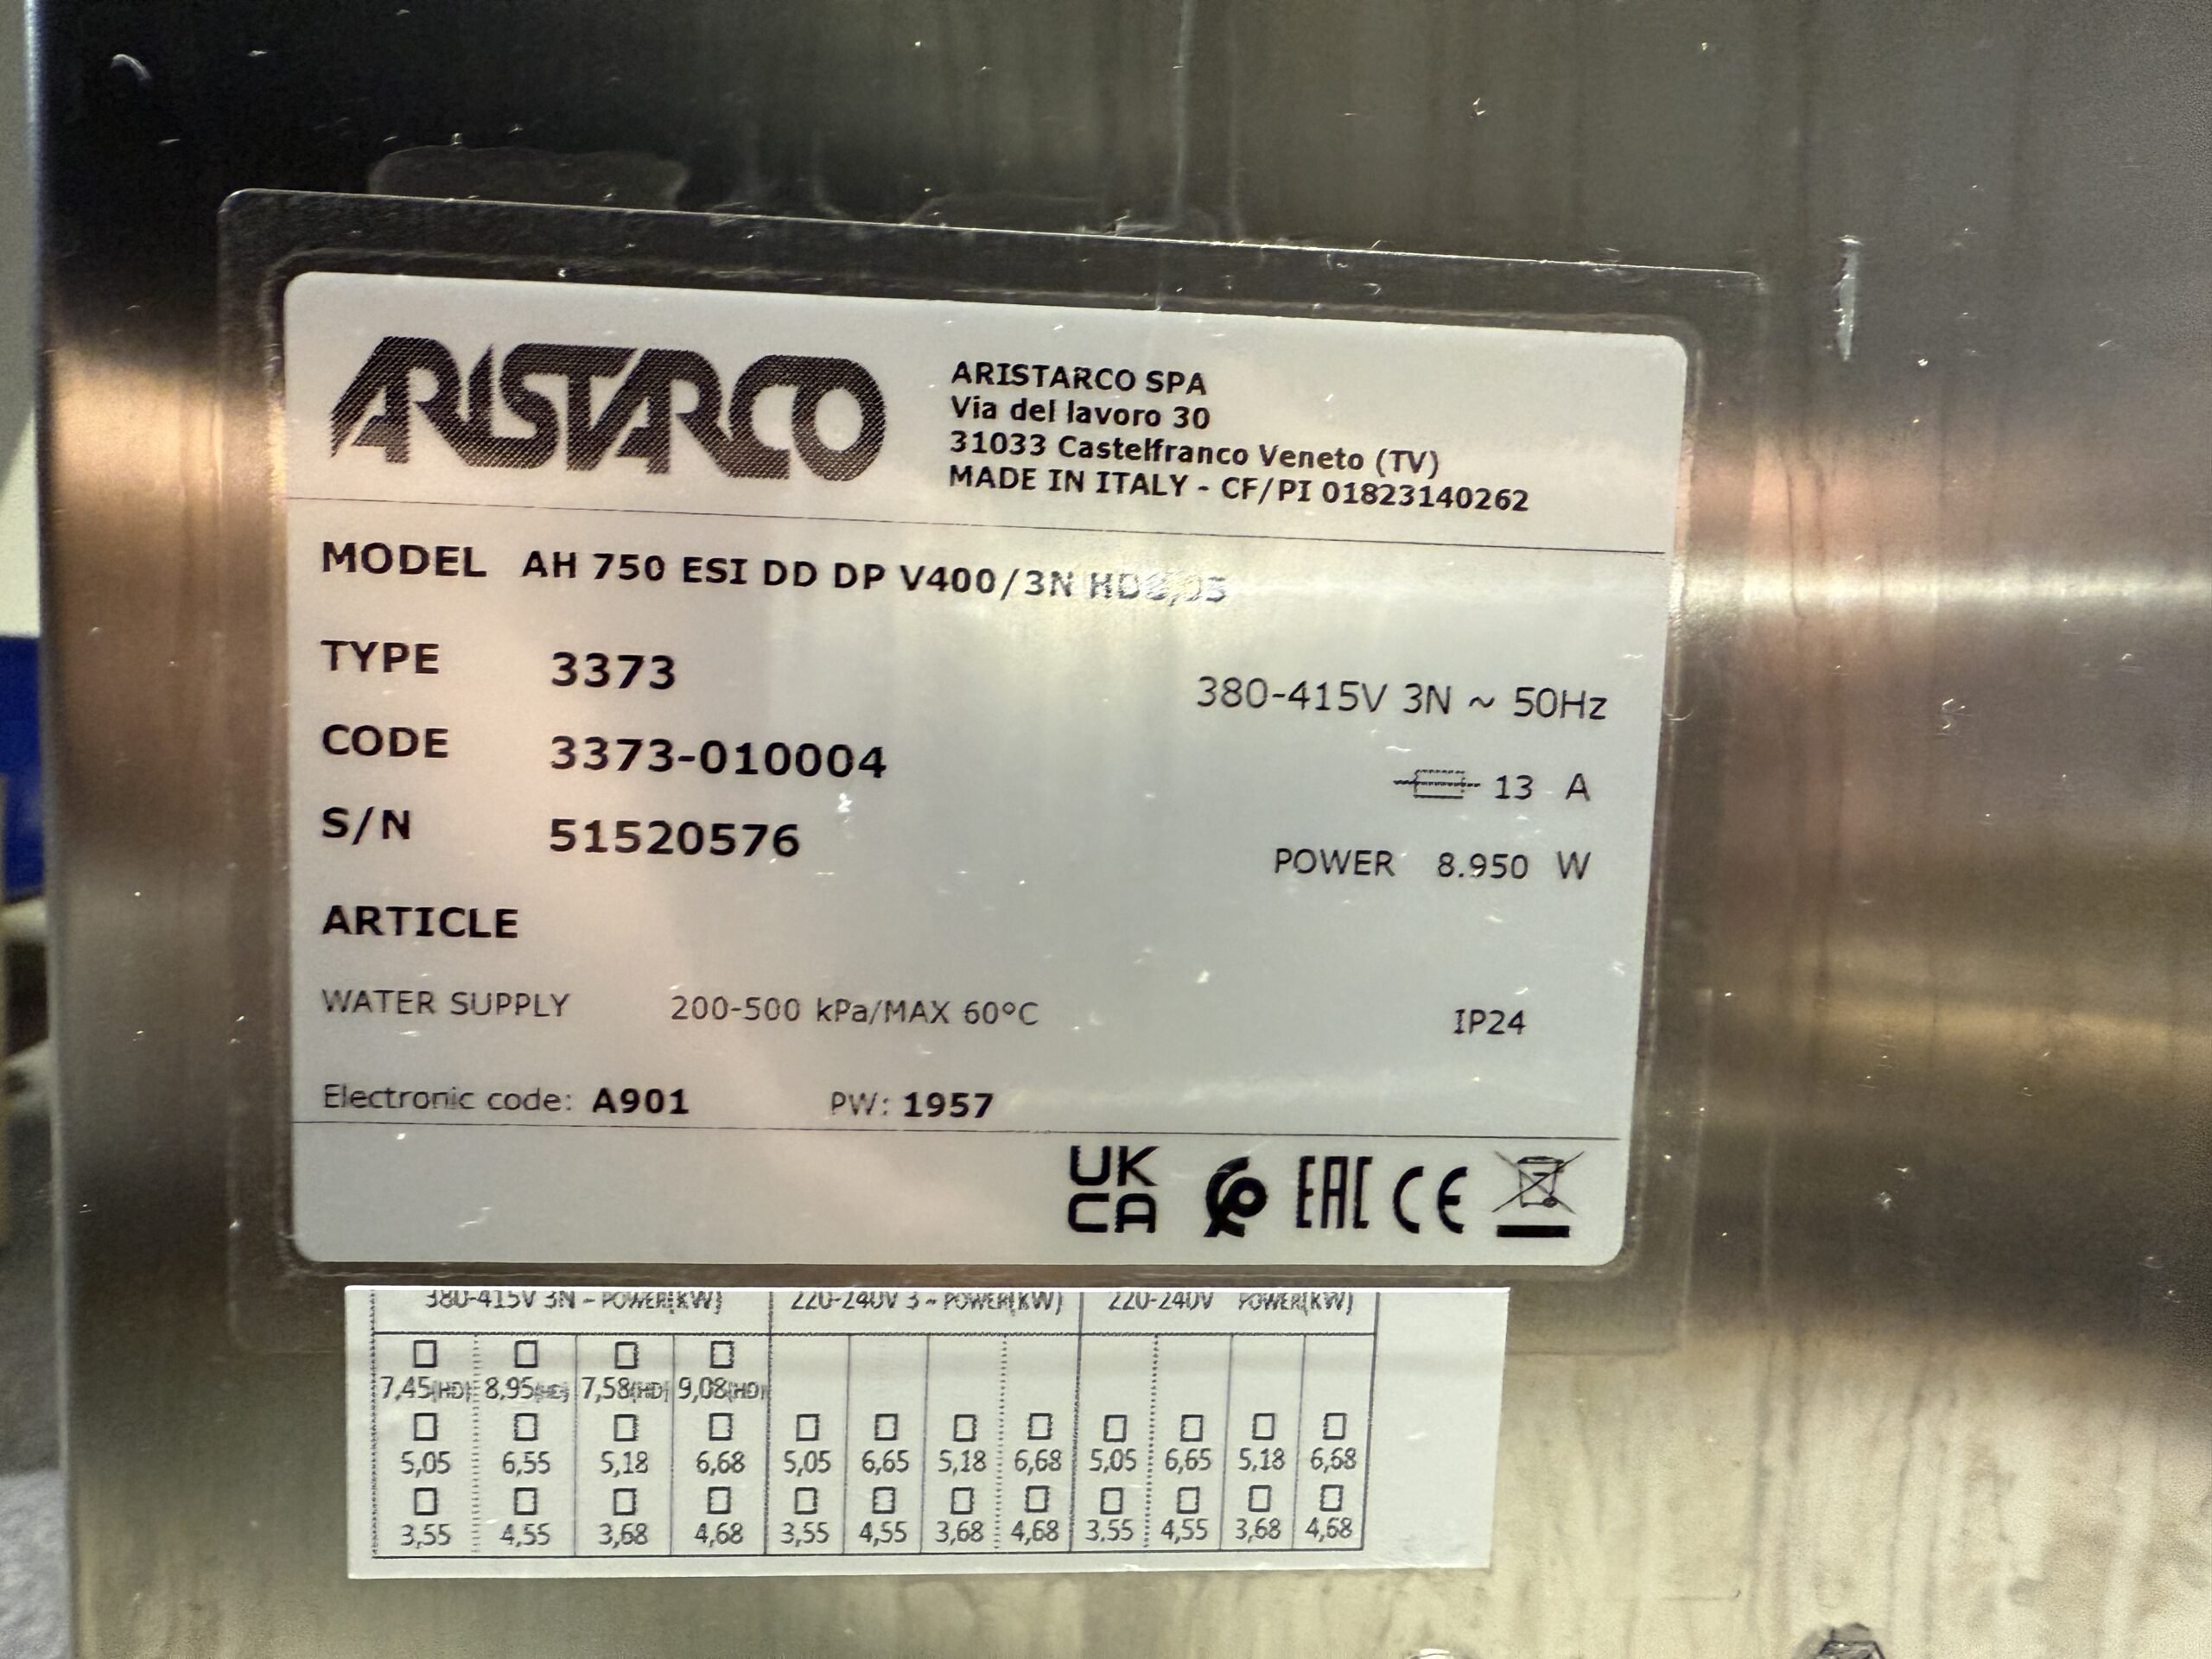 ARISTARCO
ARISTARCO SPA
Via del lavoro 30
31033 Castelfranco Veneto (TV)
MADE IN ITALY - CF/PI 01823140262
MODEL AH 750 ESI DD DP V400/3N
TYPE 3373
380-415V 3N ~ 50Hz
CODE 3373-010004
13 A
S/N 51520576
POWER 8.950 W
ARTICLE
WATER SUPPLY 200-500 kPa/MAX 60°C
IP24
Electronic code: A901 PW: 1957
UK
CA
EAC CE
380-415V 3N ~ POWER(KW) 220-240V 3 ~ POWER(KW) 220-240V POWER(KW)
7,45(HD) 8,95(HD) 7,58(HD) 9,08(HD)
5,05 6,55 5,18 6,68 5,05 6,65 5,18 6,68 5,05 6,65 5,18 6,68
3,55 4,55 3,68 4,68 3,55 4,55 3,68 4,68 3,55 4,55 3,68 4,68